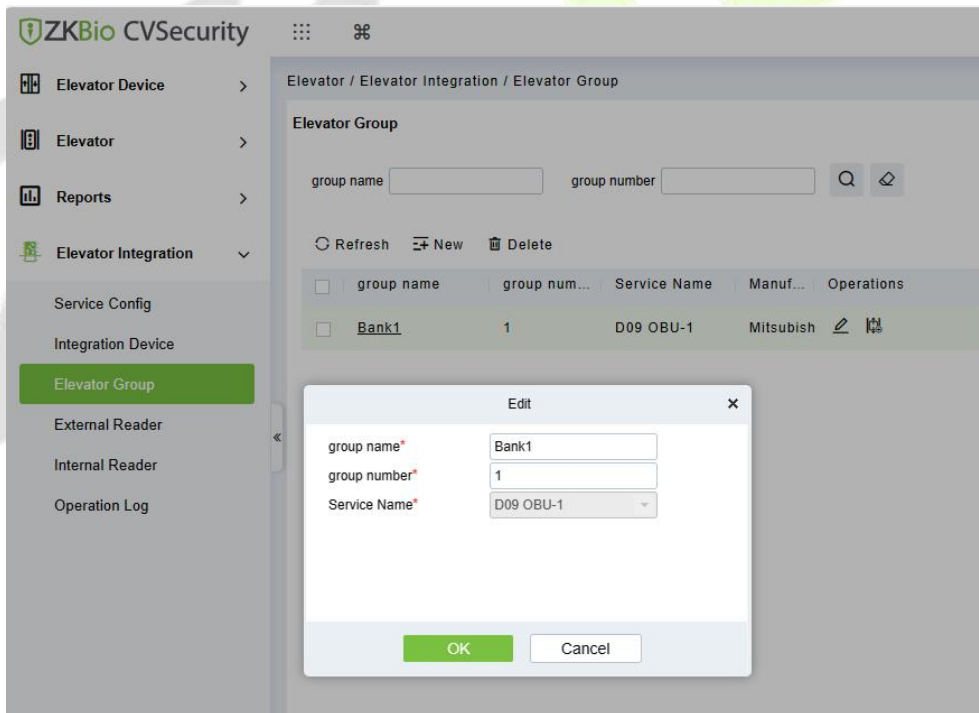 ZKBio CVSecurity
Elevator Device
Elevator
Reports
Elevator Integration
Service Config
Integration Device
Elevator Group
External Reader
Internal Reader
Operation Log
Elevator / Elevator Integration / Elevator Group
Elevator Group
group name group number
Refresh New Delete
group name group num... Service Name Manuf... Operations
Bank1 1 D09 OBU-1 Mitsubish
Edit
group name* Bank1
group number* 1
Service Name* D09 OBU-1
OK Cancel